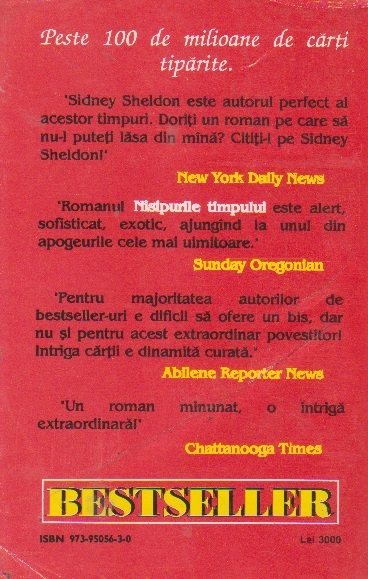 Peste 100 de milioane de cărți
tipărite.
'Sidney Sheldon este autorul perfect al
acestor timpuri. Doriți un roman pe care să
nu-l puteți lăsa din mînă? Citiți-l pe Sidney
Sheldon!'
New York Daily News
'Romanul Nisipurile timpului este alert,
sofisticat, exotic, ajungînd la unul din
apogeurile cele mai uimitoare.'
Sunday Oregonian
'Pentru majoritatea autorilor de
bestseller-uri e dificil să ofere un bis, dar
nu și pentru acest extraordinar povestitor!
Intriga cărții e dinamită curată."
Abilene Reporter News
'Un roman minunat, o intrigă
extraordinară!'
Chattanooga Times
BESTSELLER
ISBN 973-95056-3-0 Lei 3000